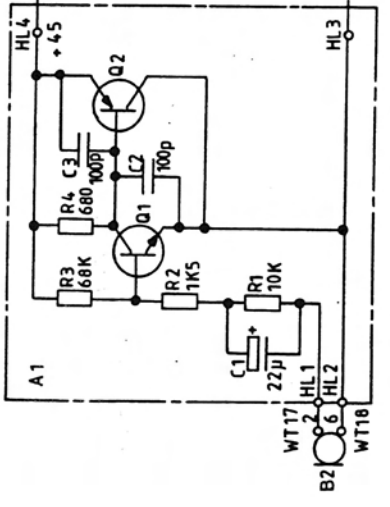 HL4
+45
HL3
Q2
C3
100p
C2
100p
R4
680
Q1
R3
68K
R2
1K5
R1
10K
A1
+
C1
22µ
HL1
HL2
WT17
2
6
WT18
B2